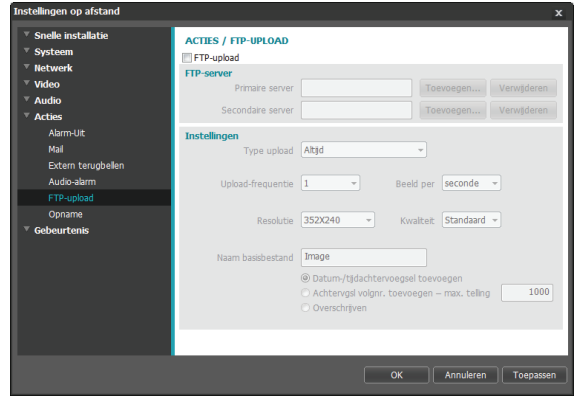 Instellingen op afstand x
Snelle installatie
Systeem
Netwerk
Video
Audio
Acties
Alarm-Uit
Mail
Extern terugbellen
Audio-alarm
FTP-upload
Opname
Gebeurtenis
ACTIES / FTP-UPLOAD
FTP-upload
FTP-server
Primaire server Toevoegen... Verwijderen
Secondaire server Toevoegen... Verwijderen
Instellingen
Type upload Altijd
Upload-frequentie 1 Beeld per seconde
Resolutie 352X240 Kwaliteit Standaard
Naam basisbestand Image
Datum-/tijdachtervoegsel toevoegen
Achtervgsl volgnr. toevoegen – max. telling 1000
Overschrijven
OK Annuleren Toepassen